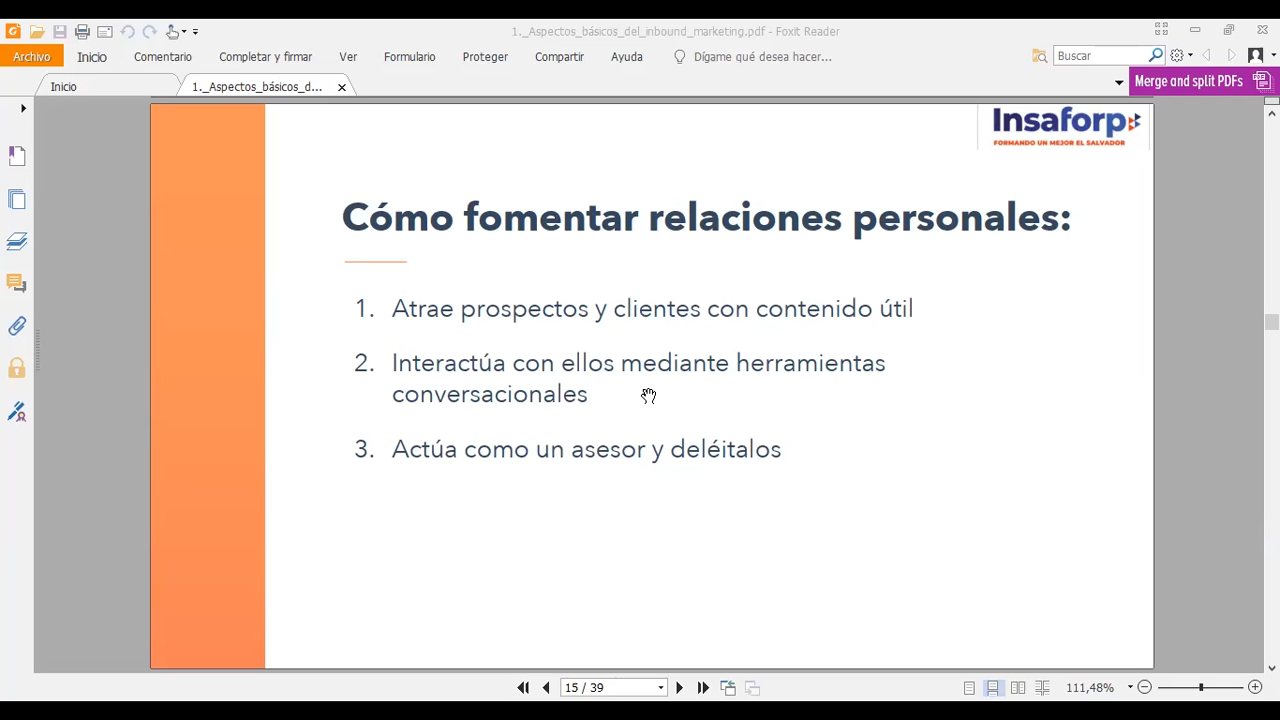 1._Aspectos_básicos_del_inbound_marketing.pdf - Foxit Reader
Archivo Inicio Comentario Completar y firmar Ver Formulario Proteger Compartir Ayuda Dígame qué desea hacer... Buscar
Inicio 1._Aspectos_básicos_d... Merge and split PDFs
Insaforp
FORMANDO UN MEJOR EL SALVADOR
Cómo fomentar relaciones personales:
1. Atrae prospectos y clientes con contenido útil
2. Interactúa con ellos mediante herramientas
conversacionales
3. Actúa como un asesor y deléitalos
15 / 39 111,48%